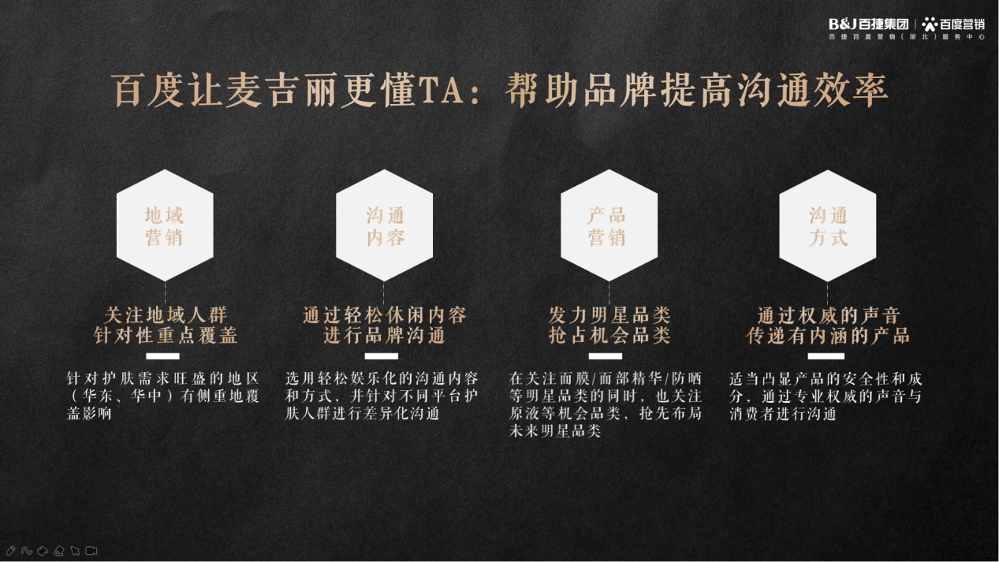 B&J百捷集团 | 百度营销
百捷百度营销(湖北)服务中心
百度让麦吉丽更懂TA：帮助品牌提高沟通效率
地域
营销
关注地域人群
针对性重点覆盖
针对护肤需求旺盛的地区
（华东、华中）有侧重地覆
盖影响
沟通
内容
通过轻松休闲内容
进行品牌沟通
选用轻松娱乐化的沟通内容
和方式，并针对不同平台护
肤人群进行差异化沟通
产品
营销
发力明星品类
抢占机会品类
在关注面膜/面部精华/防晒
等明星品类的同时，也关注
原液等机会品类，抢先布局
未来明星品类
沟通
方式
通过权威的声音
传递有内涵的产品
适当凸显产品的安全性和成
分，通过专业权威的声音与
消费者进行沟通